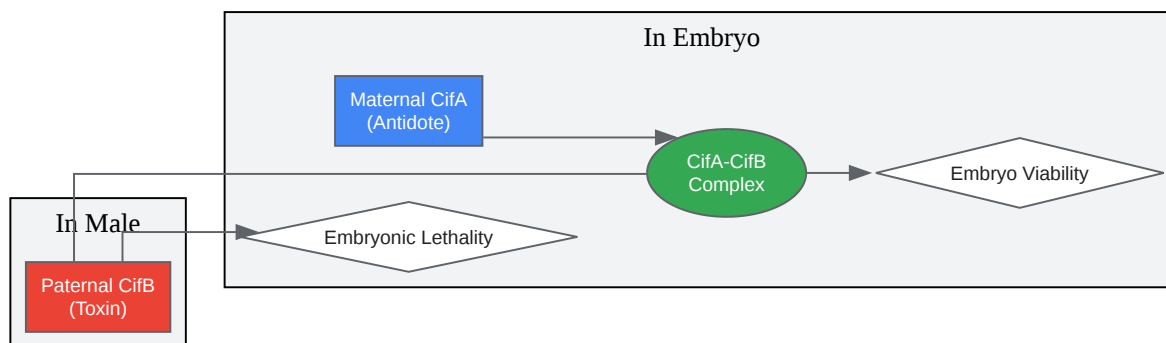 In Embryo
Maternal CifA
(Antidote)
CifA-CifB
Complex
Embryo Viability
In Male
Embryonic Lethality
Paternal CifB
(Toxin)